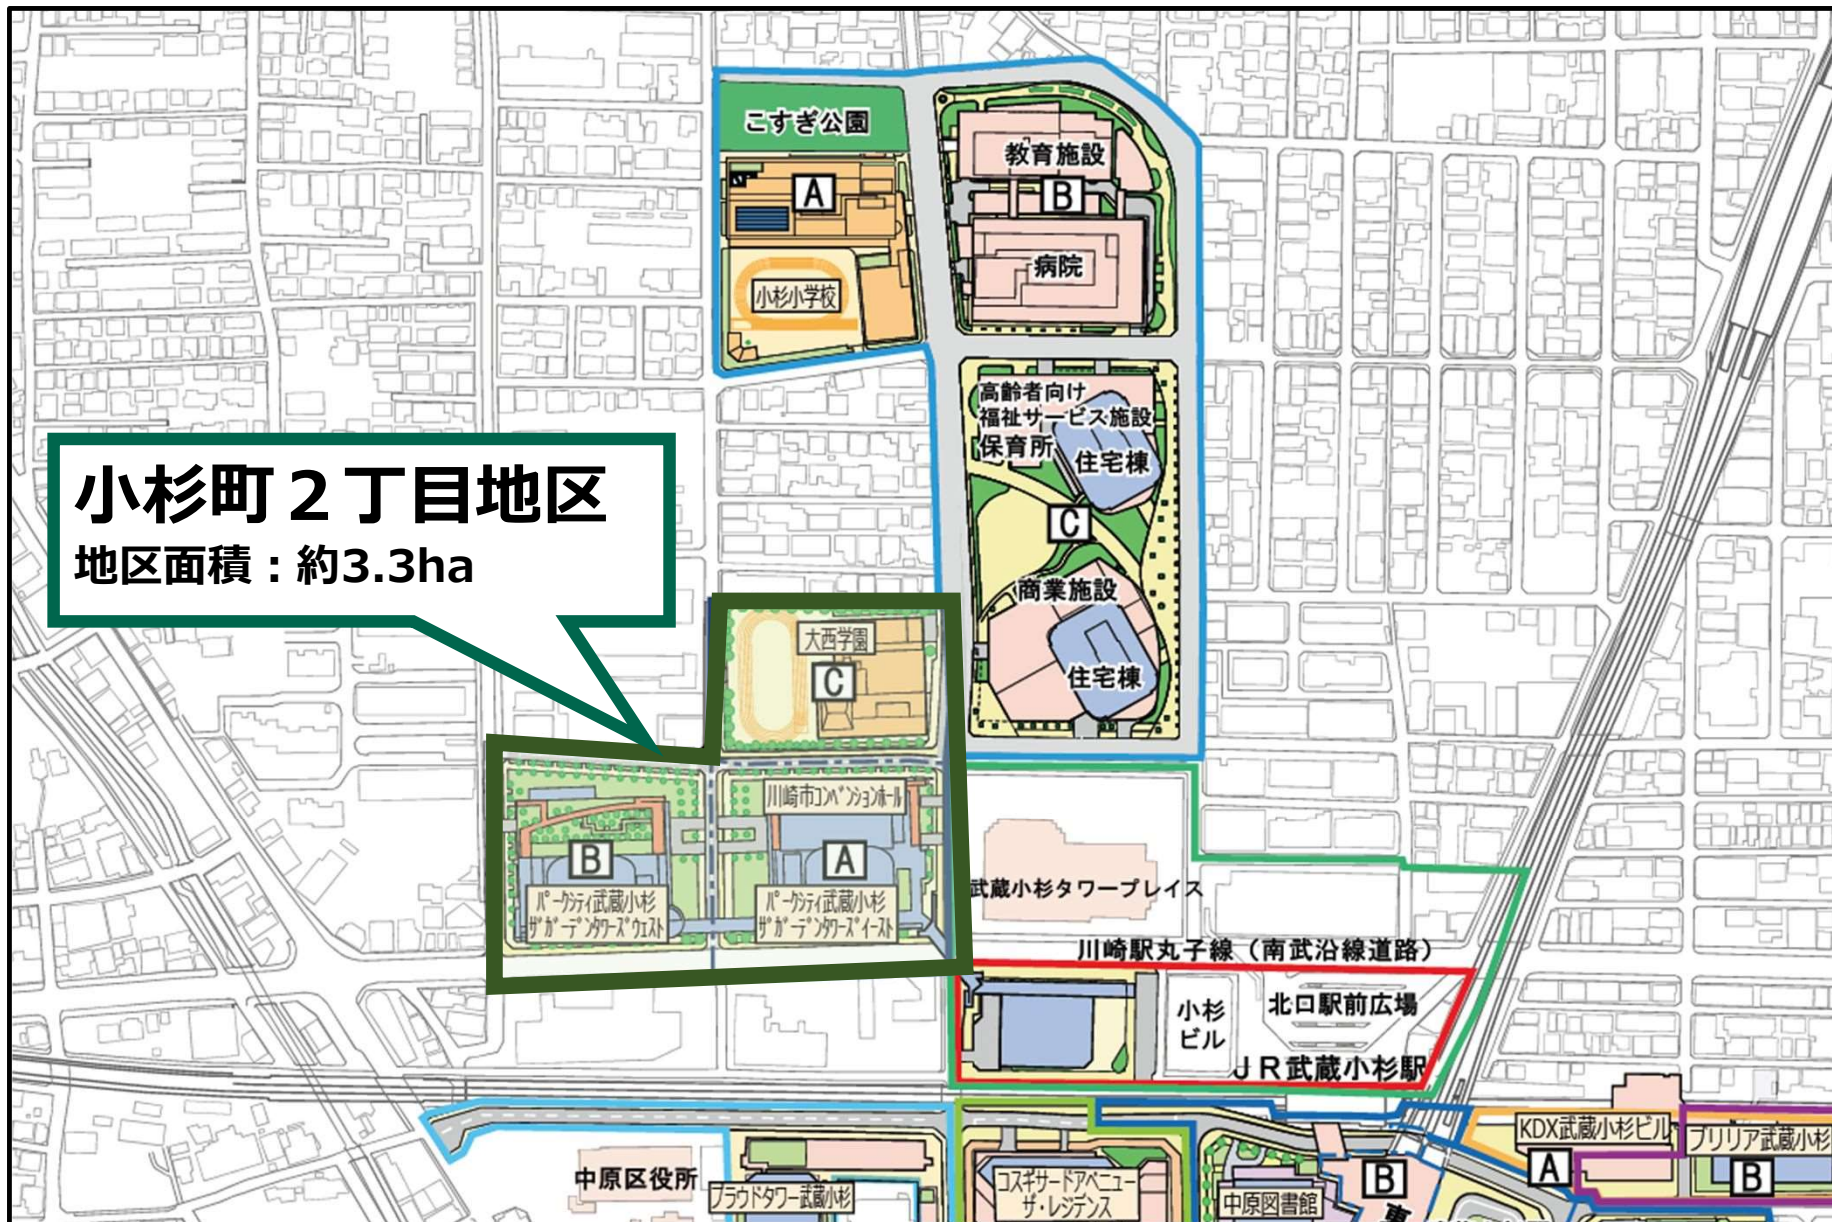 こすぎ公園
A
小杉小学校
教育施設
B
病院
高齢者向け
福祉サービス施設
保育所
住宅棟
C
商業施設
住宅棟
小杉町２丁目地区
地区面積：約3.3ha
大西学園
C
川崎市コンベンションホール
B
A
パークシティ武蔵小杉
ザガーデンタワーズウェスト
パークシティ武蔵小杉
ザガーデンタワーズイースト
武蔵小杉タワープレイス
川崎駅丸子線（南武沿線道路）
小杉
ビル
北口駅前広場
ＪＲ武蔵小杉駅
中原区役所
プラウドタワー武蔵小杉
コスギサードアベニュー
ザ・レジデンス
中原図書館
B
東
KDX武蔵小杉ビル
A
ブリリア武蔵小杉
B